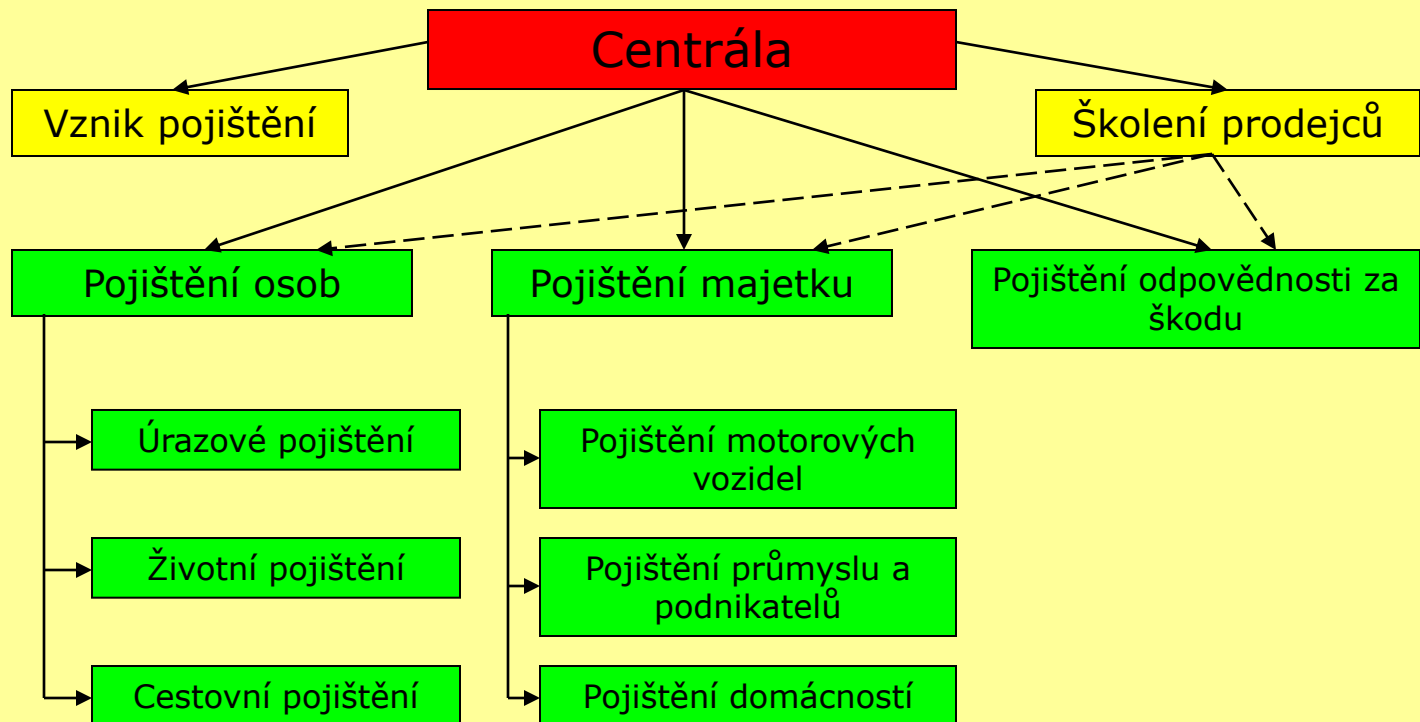 Centrála
Vznik pojištění
Školení prodejců
Pojištění osob
Pojištění majetku
Pojištění odpovědnosti za
škodu
Úrazové pojištění
Životní pojištění
Cestovní pojištění
Pojištění motorových
vozidel
Pojištění průmyslu a
podnikatelů
Pojištění domácností